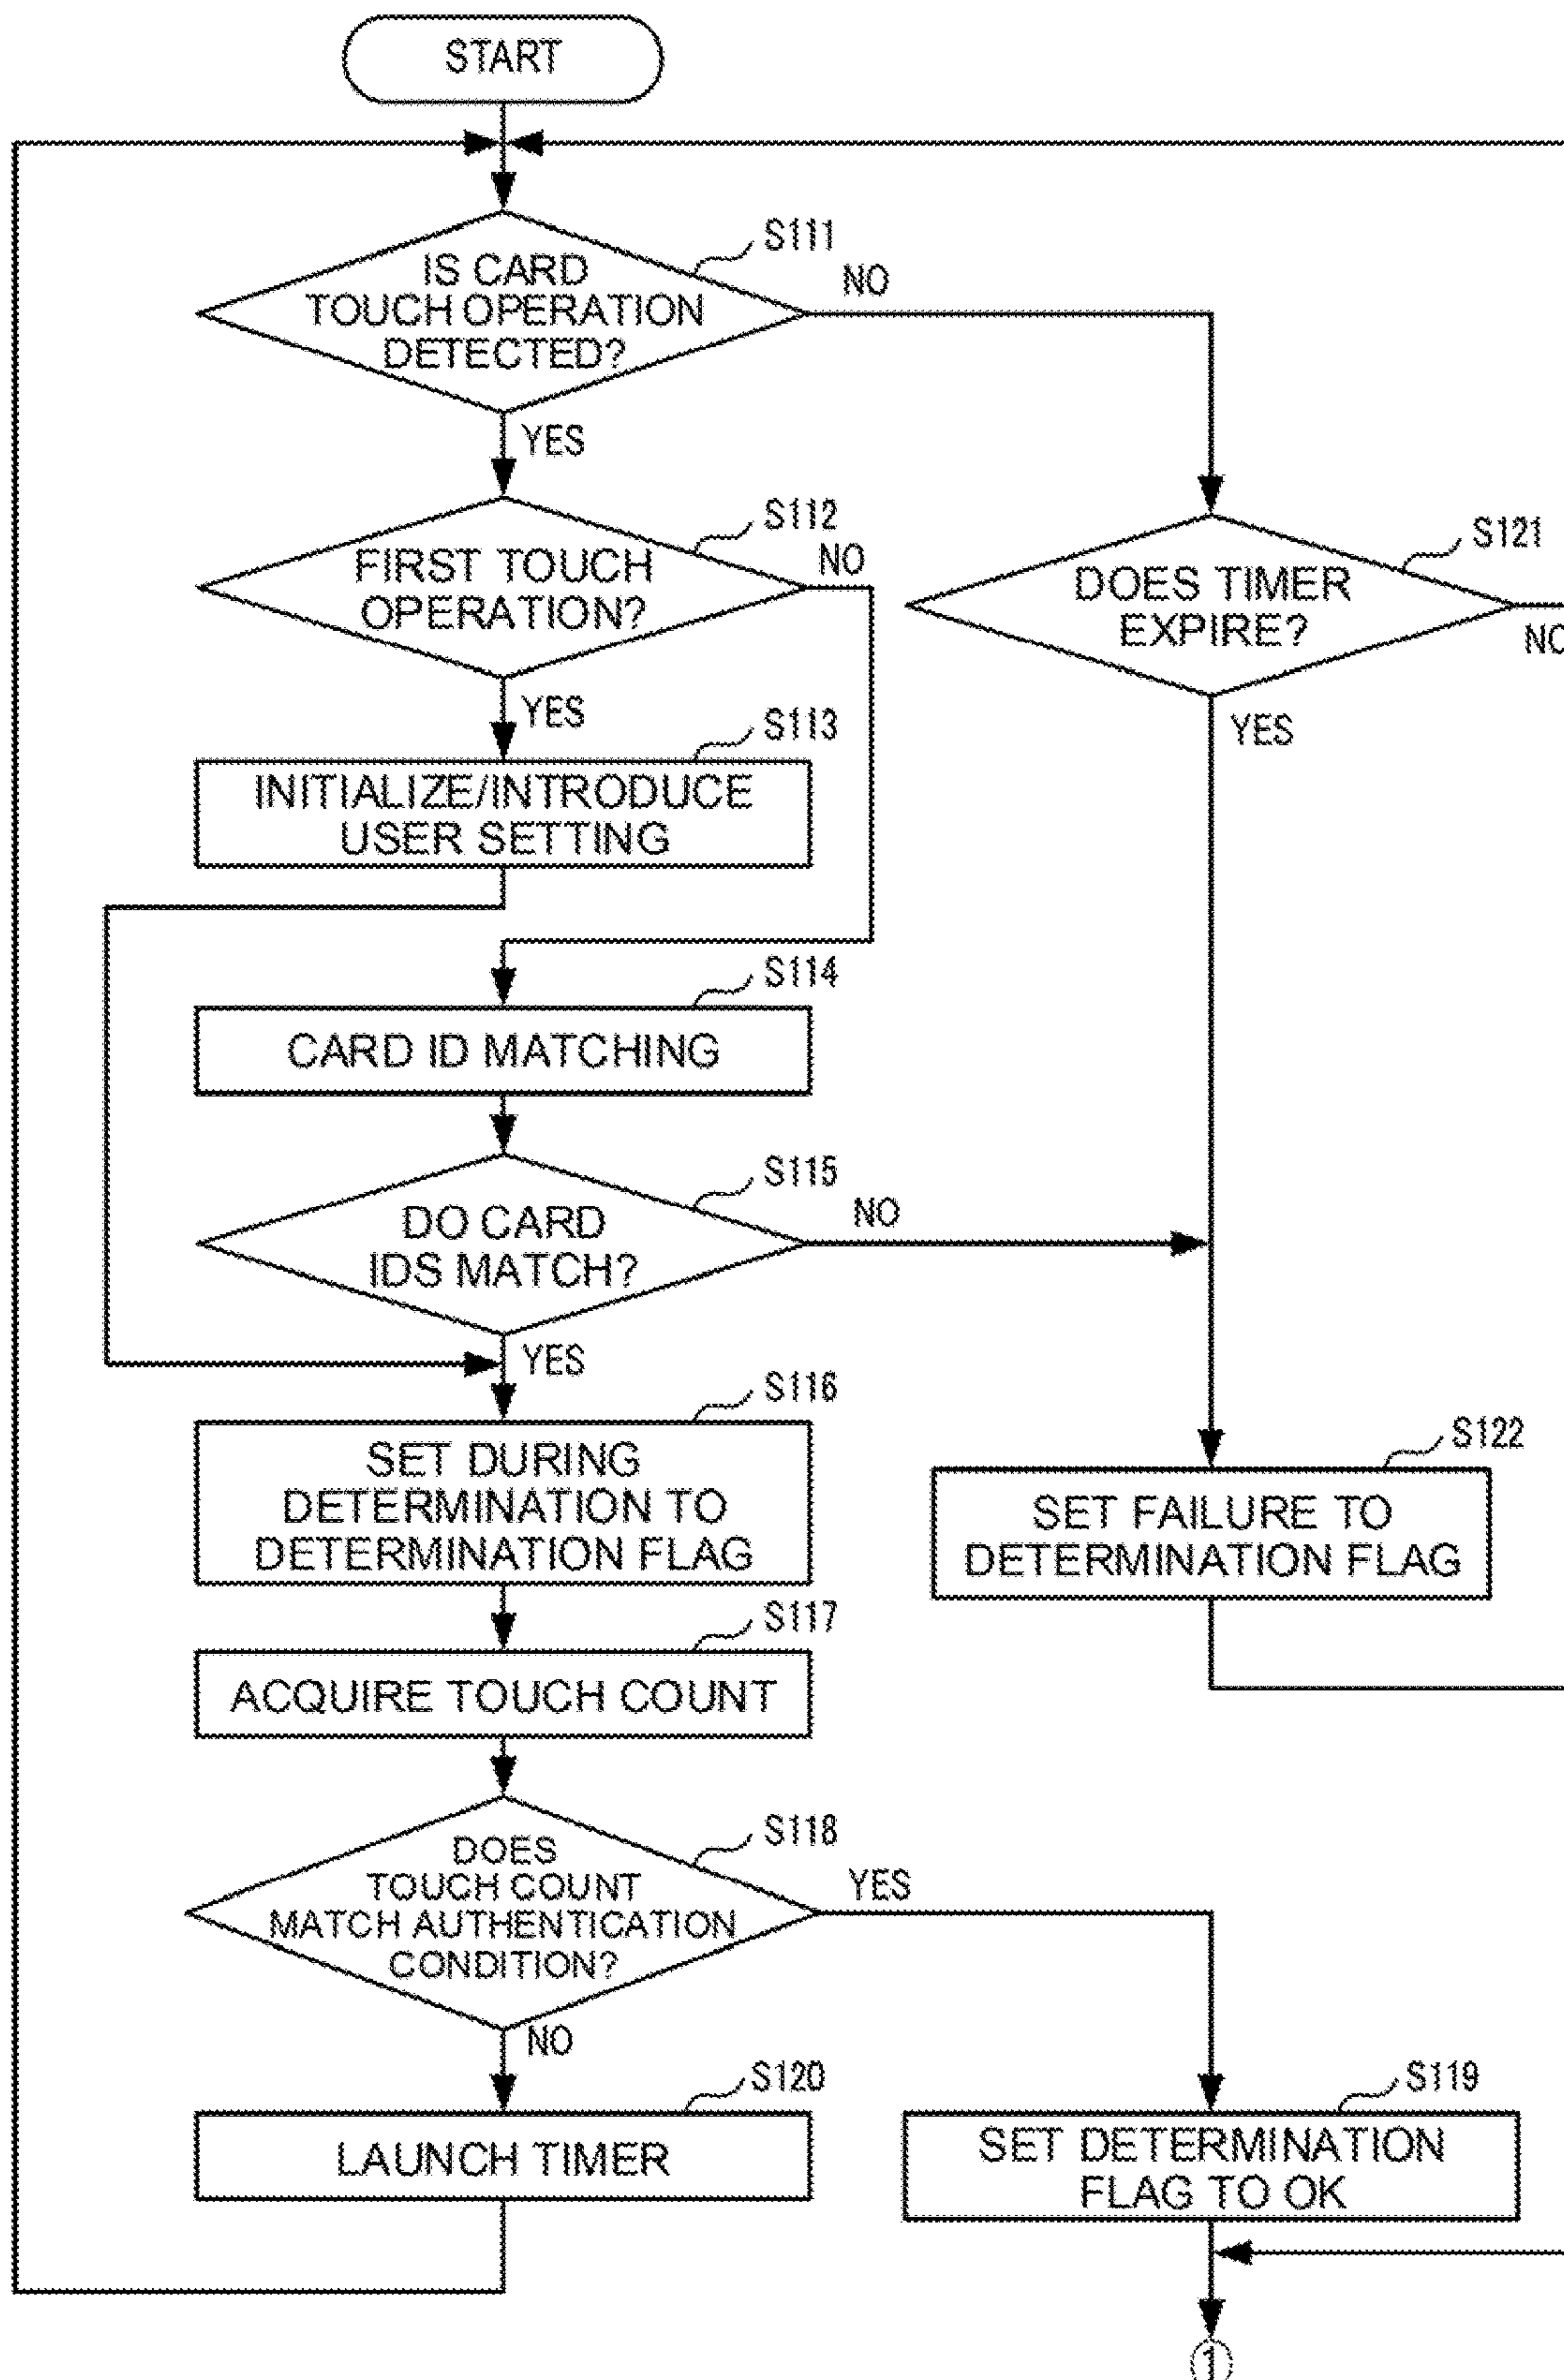 START
S111
IS CARD
TOUCH OPERATION
DETECTED?
NO
YES
S112
FIRST TOUCH
OPERATION?
NO
YES
S121
DOES TIMER
EXPIRE?
NO
YES
S113
INITIALIZE/INTRODUCE
USER SETTING
S114
CARD ID MATCHING
S115
DO CARD
IDS MATCH?
NO
YES
S116
SET DURING
DETERMINATION TO
DETERMINATION FLAG
S122
SET FAILURE TO
DETERMINATION FLAG
S117
ACQUIRE TOUCH COUNT
S118
DOES
TOUCH COUNT
MATCH AUTHENTICATION
CONDITION?
YES
NO
S120
LAUNCH TIMER
S119
SET DETERMINATION
FLAG TO OK
1